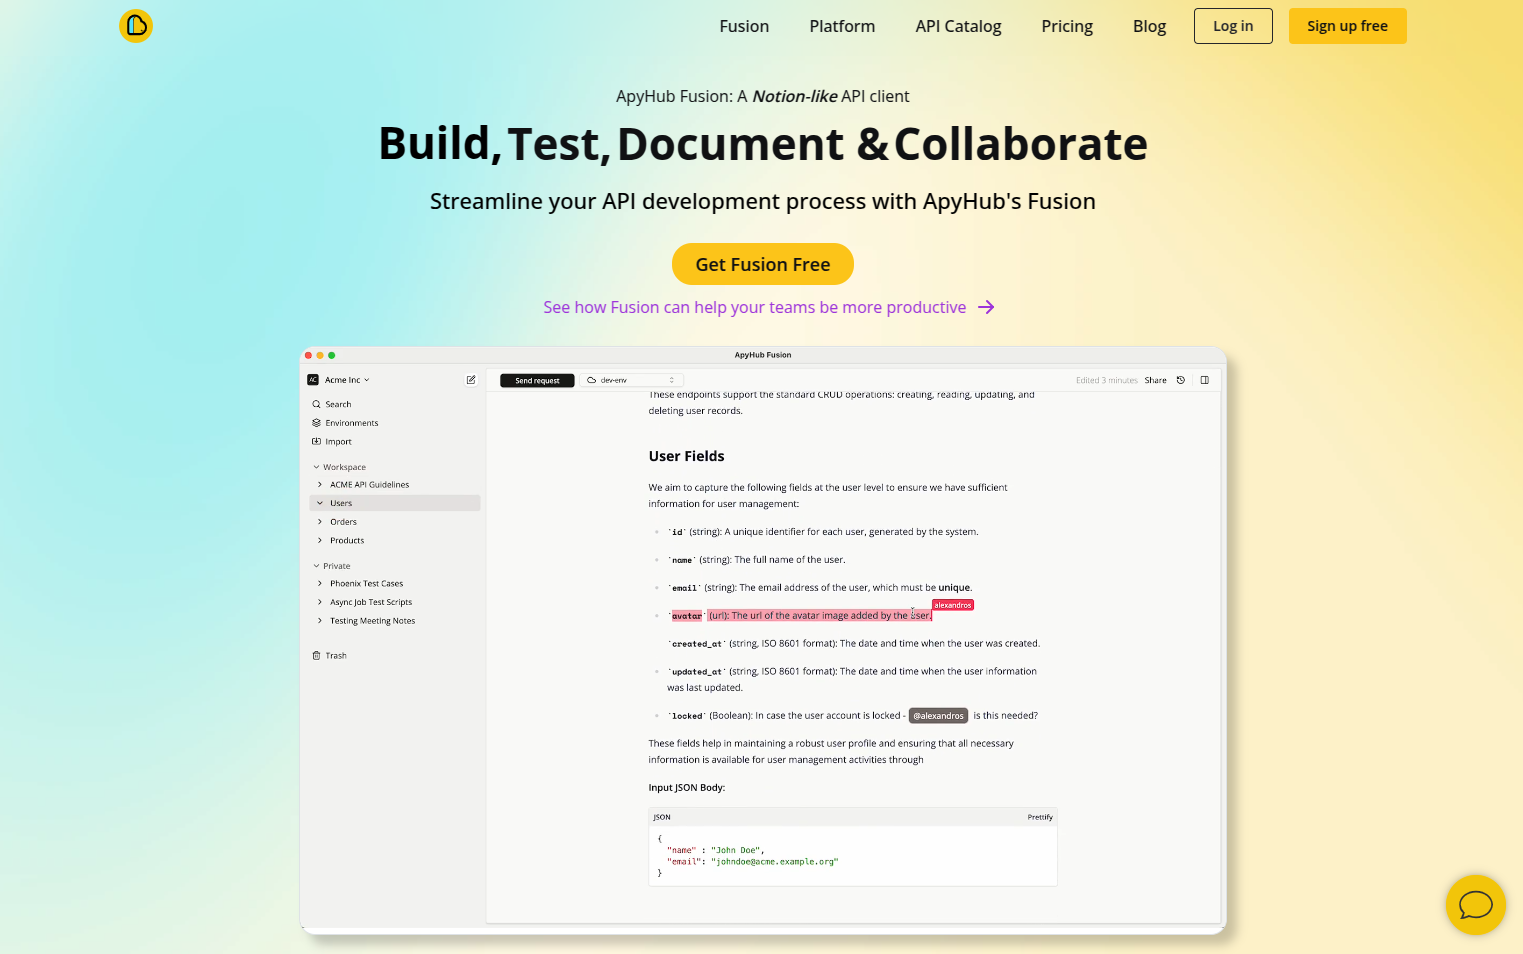 Fusion
Platform
API Catalog
Pricing
Blog
Log in
Sign up free
ApyHub Fusion: A Notion-like API client
Build, Test, Document & Collaborate
Streamline your API development process with ApyHub's Fusion
Get Fusion Free
See how Fusion can help your teams be more productive
ApyHub Fusion
AC Acme Inc
Search
Environments
Import
Workspace
ACME API Guidelines
Users
Orders
Products
Private
Phoenix Test Cases
Async Job Test Scripts
Testing Meeting Notes
Trash
Send request
dev-env
Edited 3 minutes
Share
These endpoints support the standard CRUD operations: creating, reading, updating, and
deleting user records.
User Fields
We aim to capture the following fields at the user level to ensure we have sufficient
information for user management:
`id` (string): A unique identifier for each user, generated by the system.
`name` (string): The full name of the user.
`email` (string): The email address of the user, which must be unique.
alexandros
`avatar` (url): The url of the avatar image added by the user.
`created_at` (string, ISO 8601 format): The date and time when the user was created.
`updated_at` (string, ISO 8601 format): The date and time when the user information
was last updated.
`locked` (Boolean): In case the user account is locked - @alexandros is this needed?
These fields help in maintaining a robust user profile and ensuring that all necessary
information is available for user management activities through
Input JSON Body:
JSON
Prettify
{
"name" : "John Doe",
"email": "johndoe@acme.example.org"
}